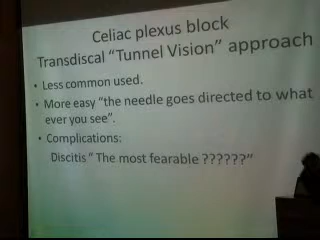 Celiac plexus block
Transdiscal "Tunnel Vision" approach
• Less common used.
• More easy "the needle goes directed to what
ever you see".
• Complications:
Discitis " The most fearable ??????"